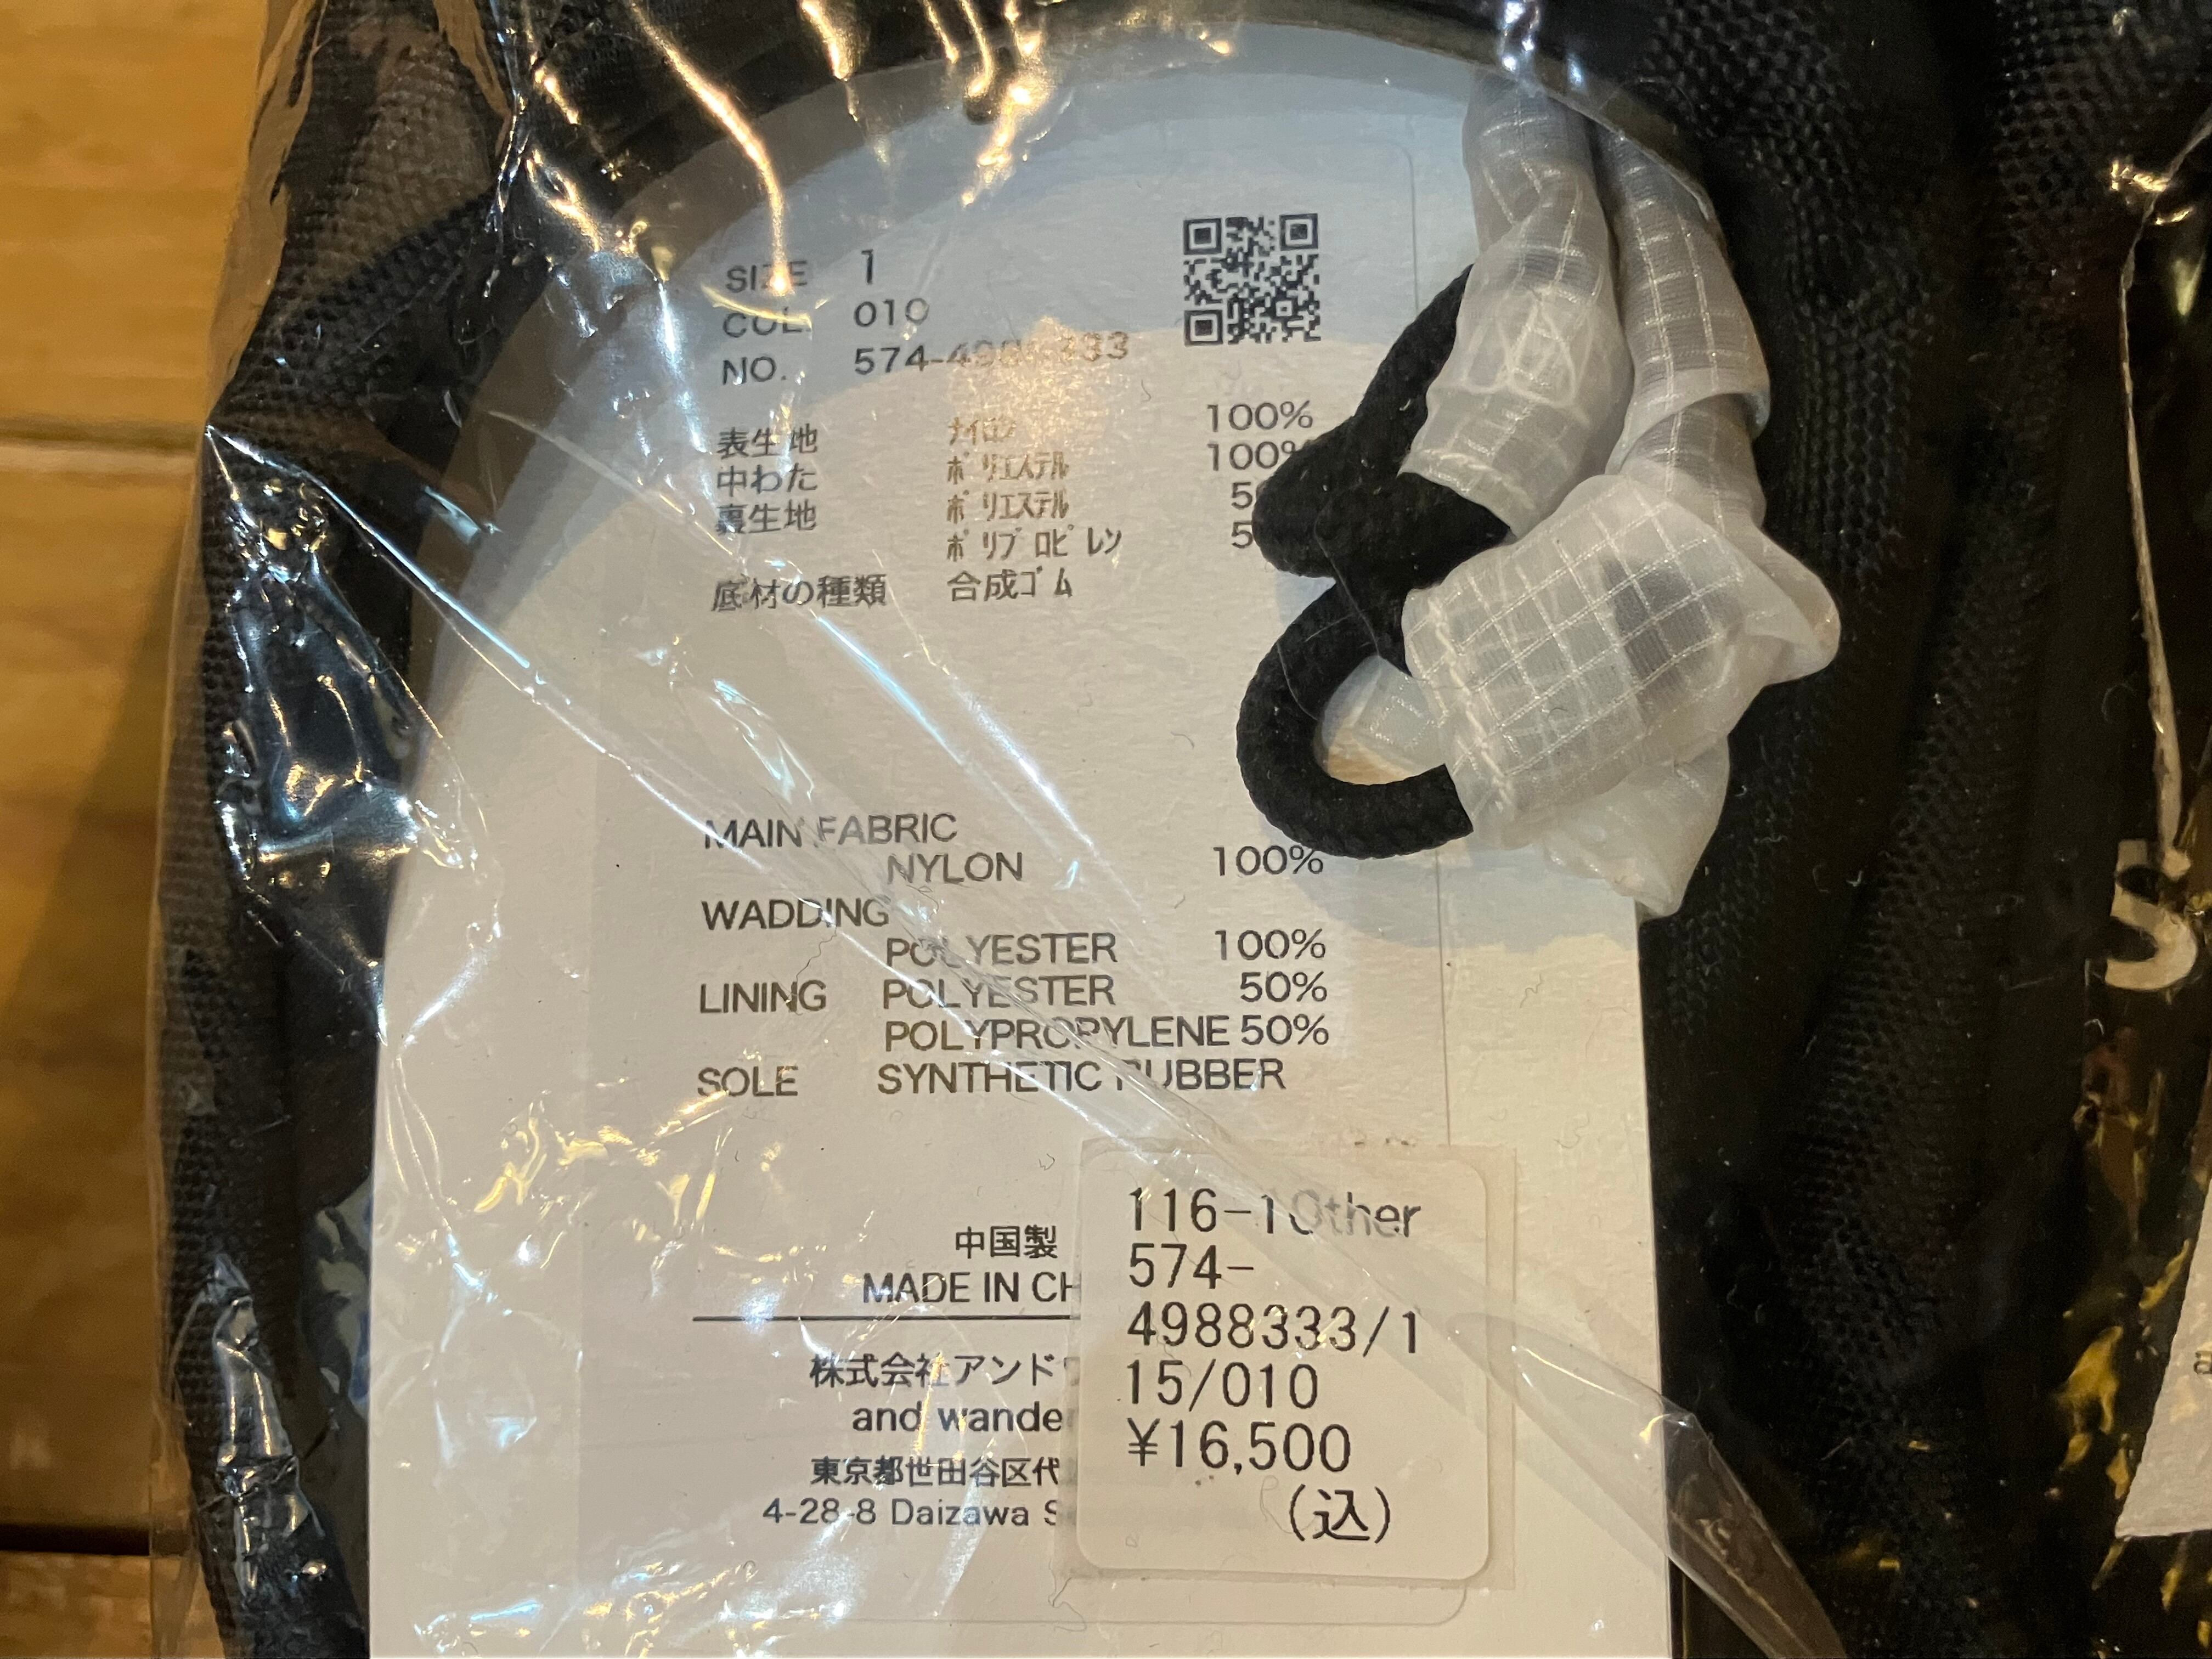 SIZE 1
COL. 010
NO. 574-4988333
表生地 ナイロン 100%
中わた ポリエステル 100%
裏生地 ポリエステル
ポリプロピレン
底材の種類 合成ゴム
MAIN FABRIC
NYLON 100%
WADDING
POLYESTER 100%
LINING POLYESTER 50%
POLYPROPYLENE 50%
SOLE SYNTHETIC RUBBER
中国製
MADE IN CH
株式会社アンド
and wander
東京都世田谷区代
4-28-8 Daizawa S
116-10ther
574-
4988333/1
15/010
¥16,500
(込)
S